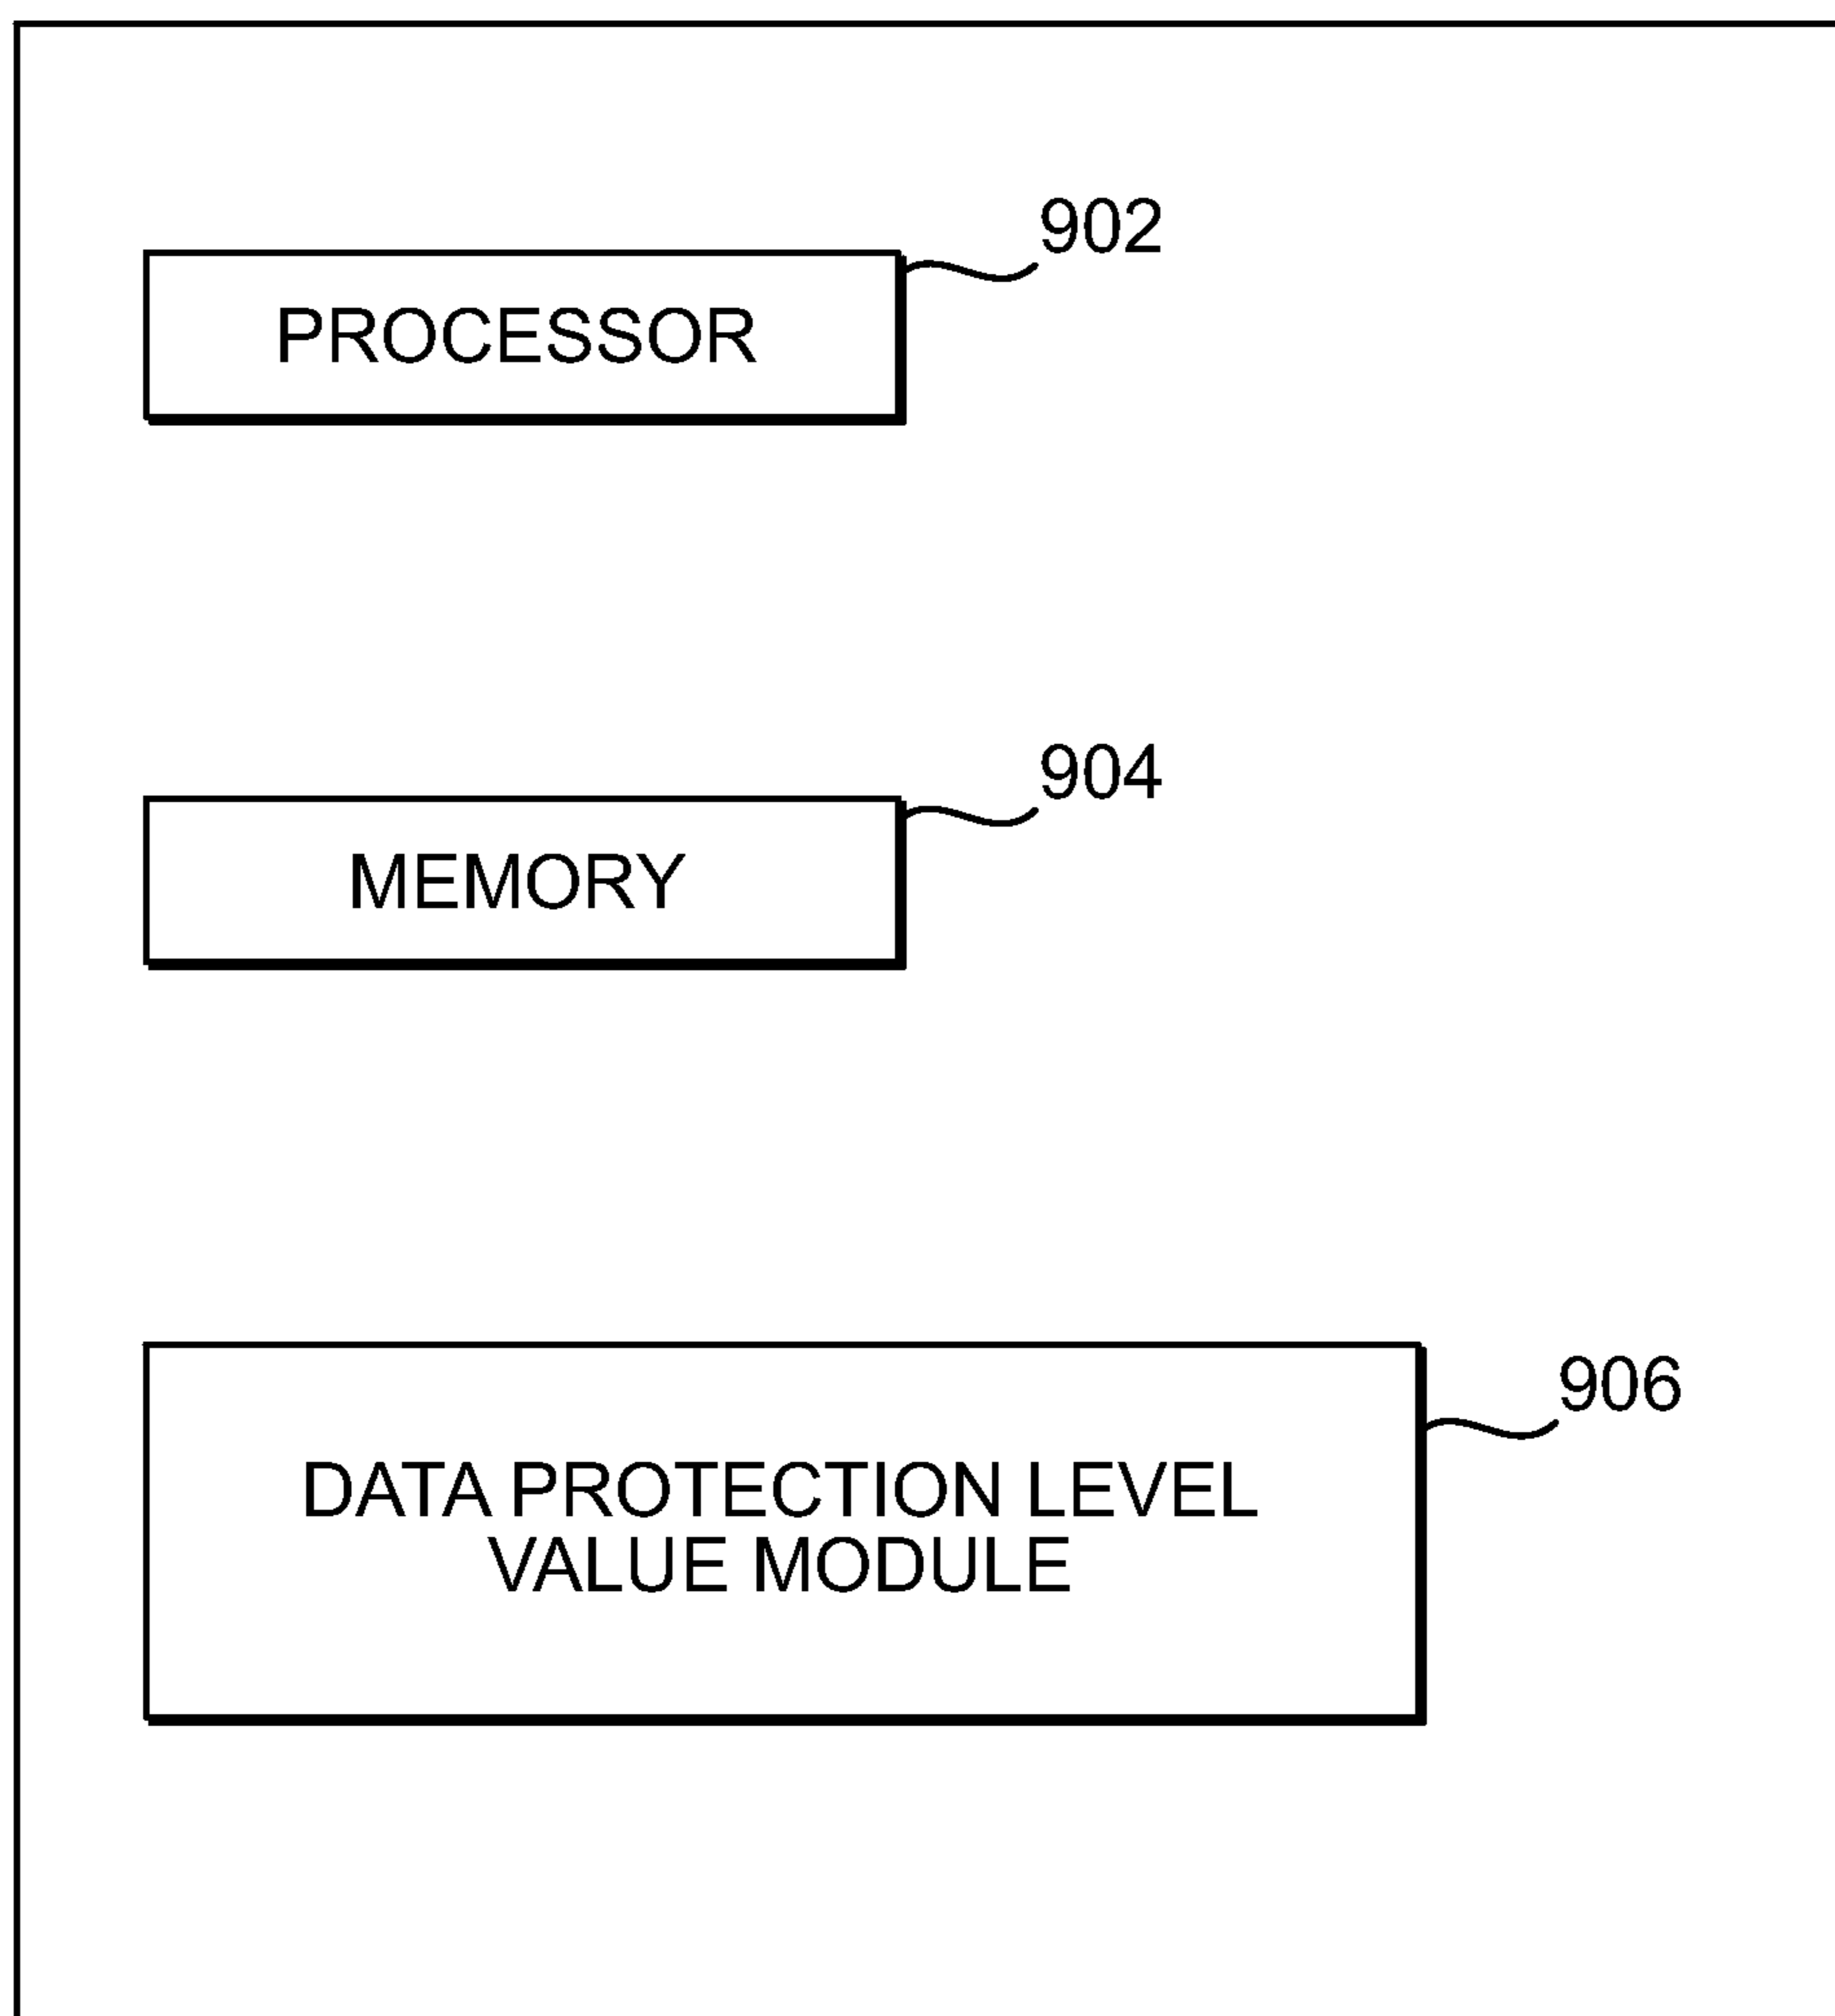 902
PROCESSOR
904
MEMORY
906
DATA PROTECTION LEVEL
VALUE MODULE